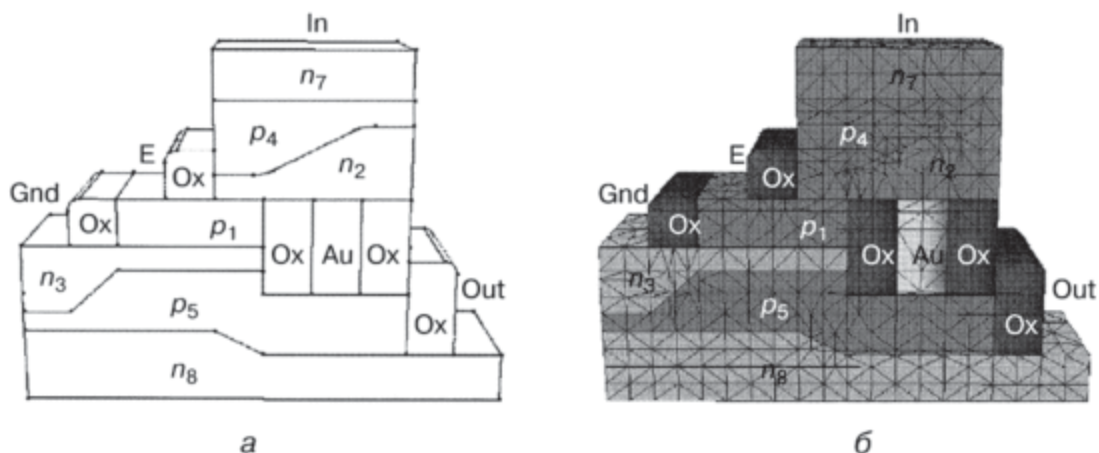 In
n7
p4
E
n2
Ox
Gnd
Ox
p1
Ox
Au
Ox
n3
Out
p5
Ox
n8
а
In
n7
p4
E
n2
Ox
Gnd
Ox
p1
Ox
Au
Ox
n3
Out
p5
Ox
n8
б